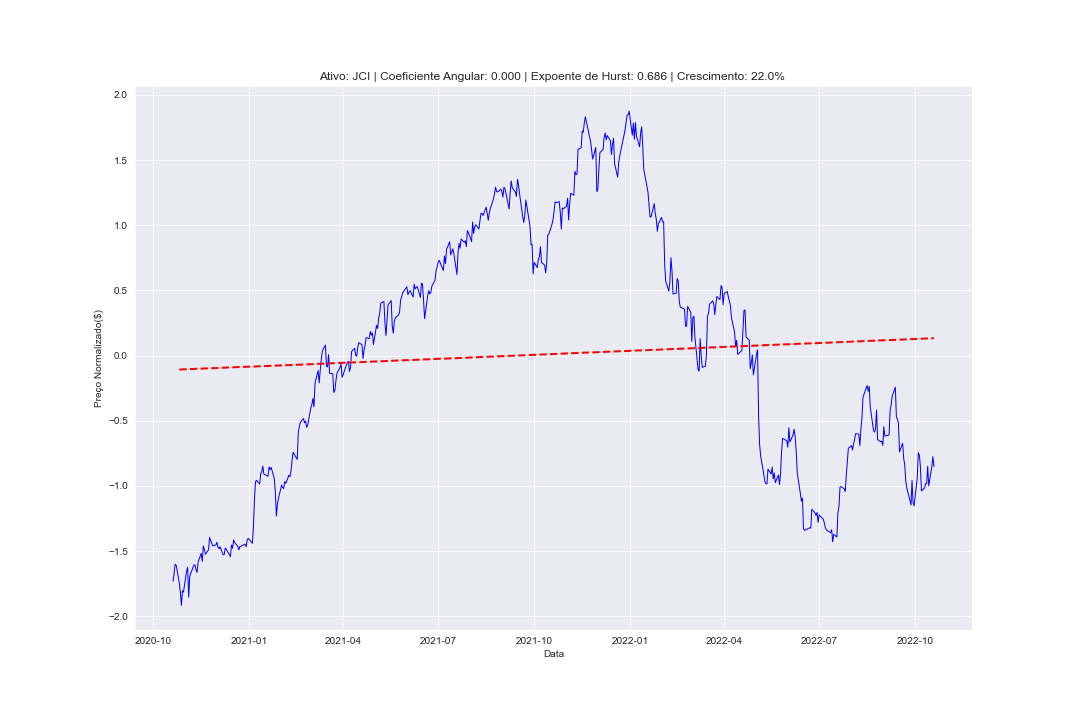 Ativo: JCI | Coeficiente Angular: 0.000 | Expoente de Hurst: 0.686 | Crescimento: 22.0%
2.0
1.5
1.0
0.5
0.0
−0.5
−1.0
−1.5
−2.0
Preço Normalizado($)
2020-10 2021-01 2021-04 2021-07 2021-10 2022-01 2022-04 2022-07 2022-10
Data